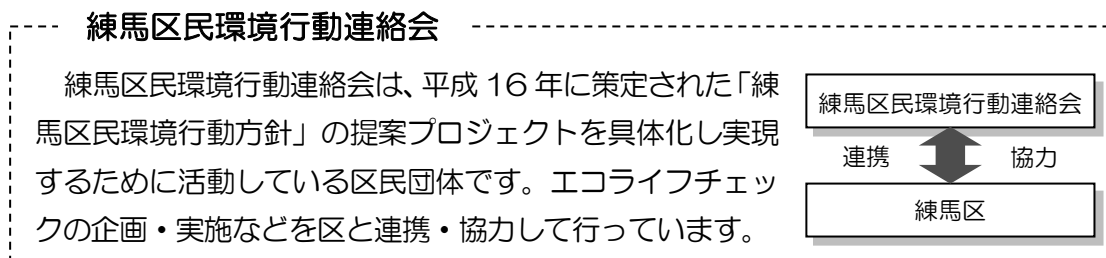 練馬区民環境行動連絡会
練馬区民環境行動連絡会は、平成 16 年に策定された「練
馬区民環境行動方針」の提案プロジェクトを具体化し実現
するために活動している区民団体です。エコライフチェッ
クの企画・実施などを区と連携・協力して行っています。
練馬区民環境行動連絡会
連携 協力
練馬区